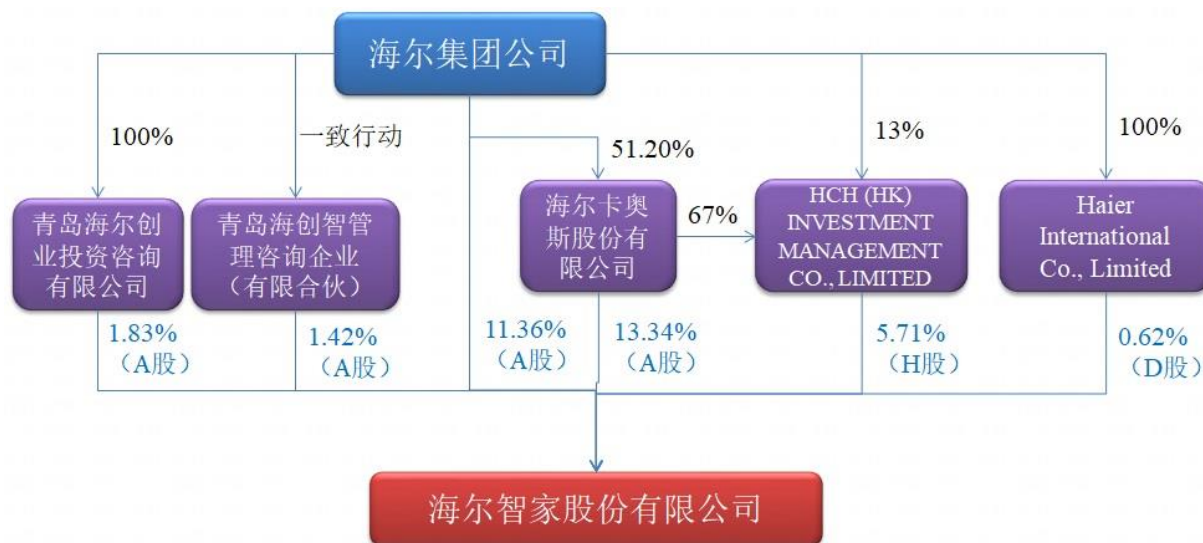 海尔集团公司
100%
一致行动
51.20%
13%
100%
青岛海尔创
业投资咨询
有限公司
青岛海创智管
理咨询企业
（有限合伙）
海尔卡奥
斯股份有
限公司
67%
HCH (HK)
INVESTMENT
MANAGEMENT
CO., LIMITED
Haier
International
Co., Limited
1.83%
（A股）
1.42%
（A股）
11.36%
（A股）
13.34%
（A股）
5.71%
（H股）
0.62%
（D股）
海尔智家股份有限公司